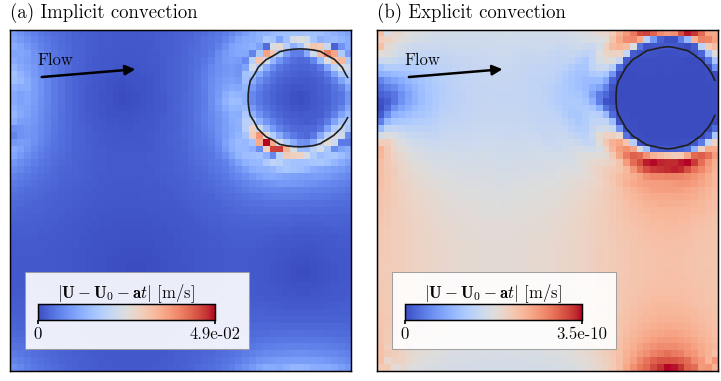 (a) Implicit convection
Flow
|U − U₀ − at| [m/s]
0 4.9e-02
(b) Explicit convection
Flow
|U − U₀ − at| [m/s]
0 3.5e-10